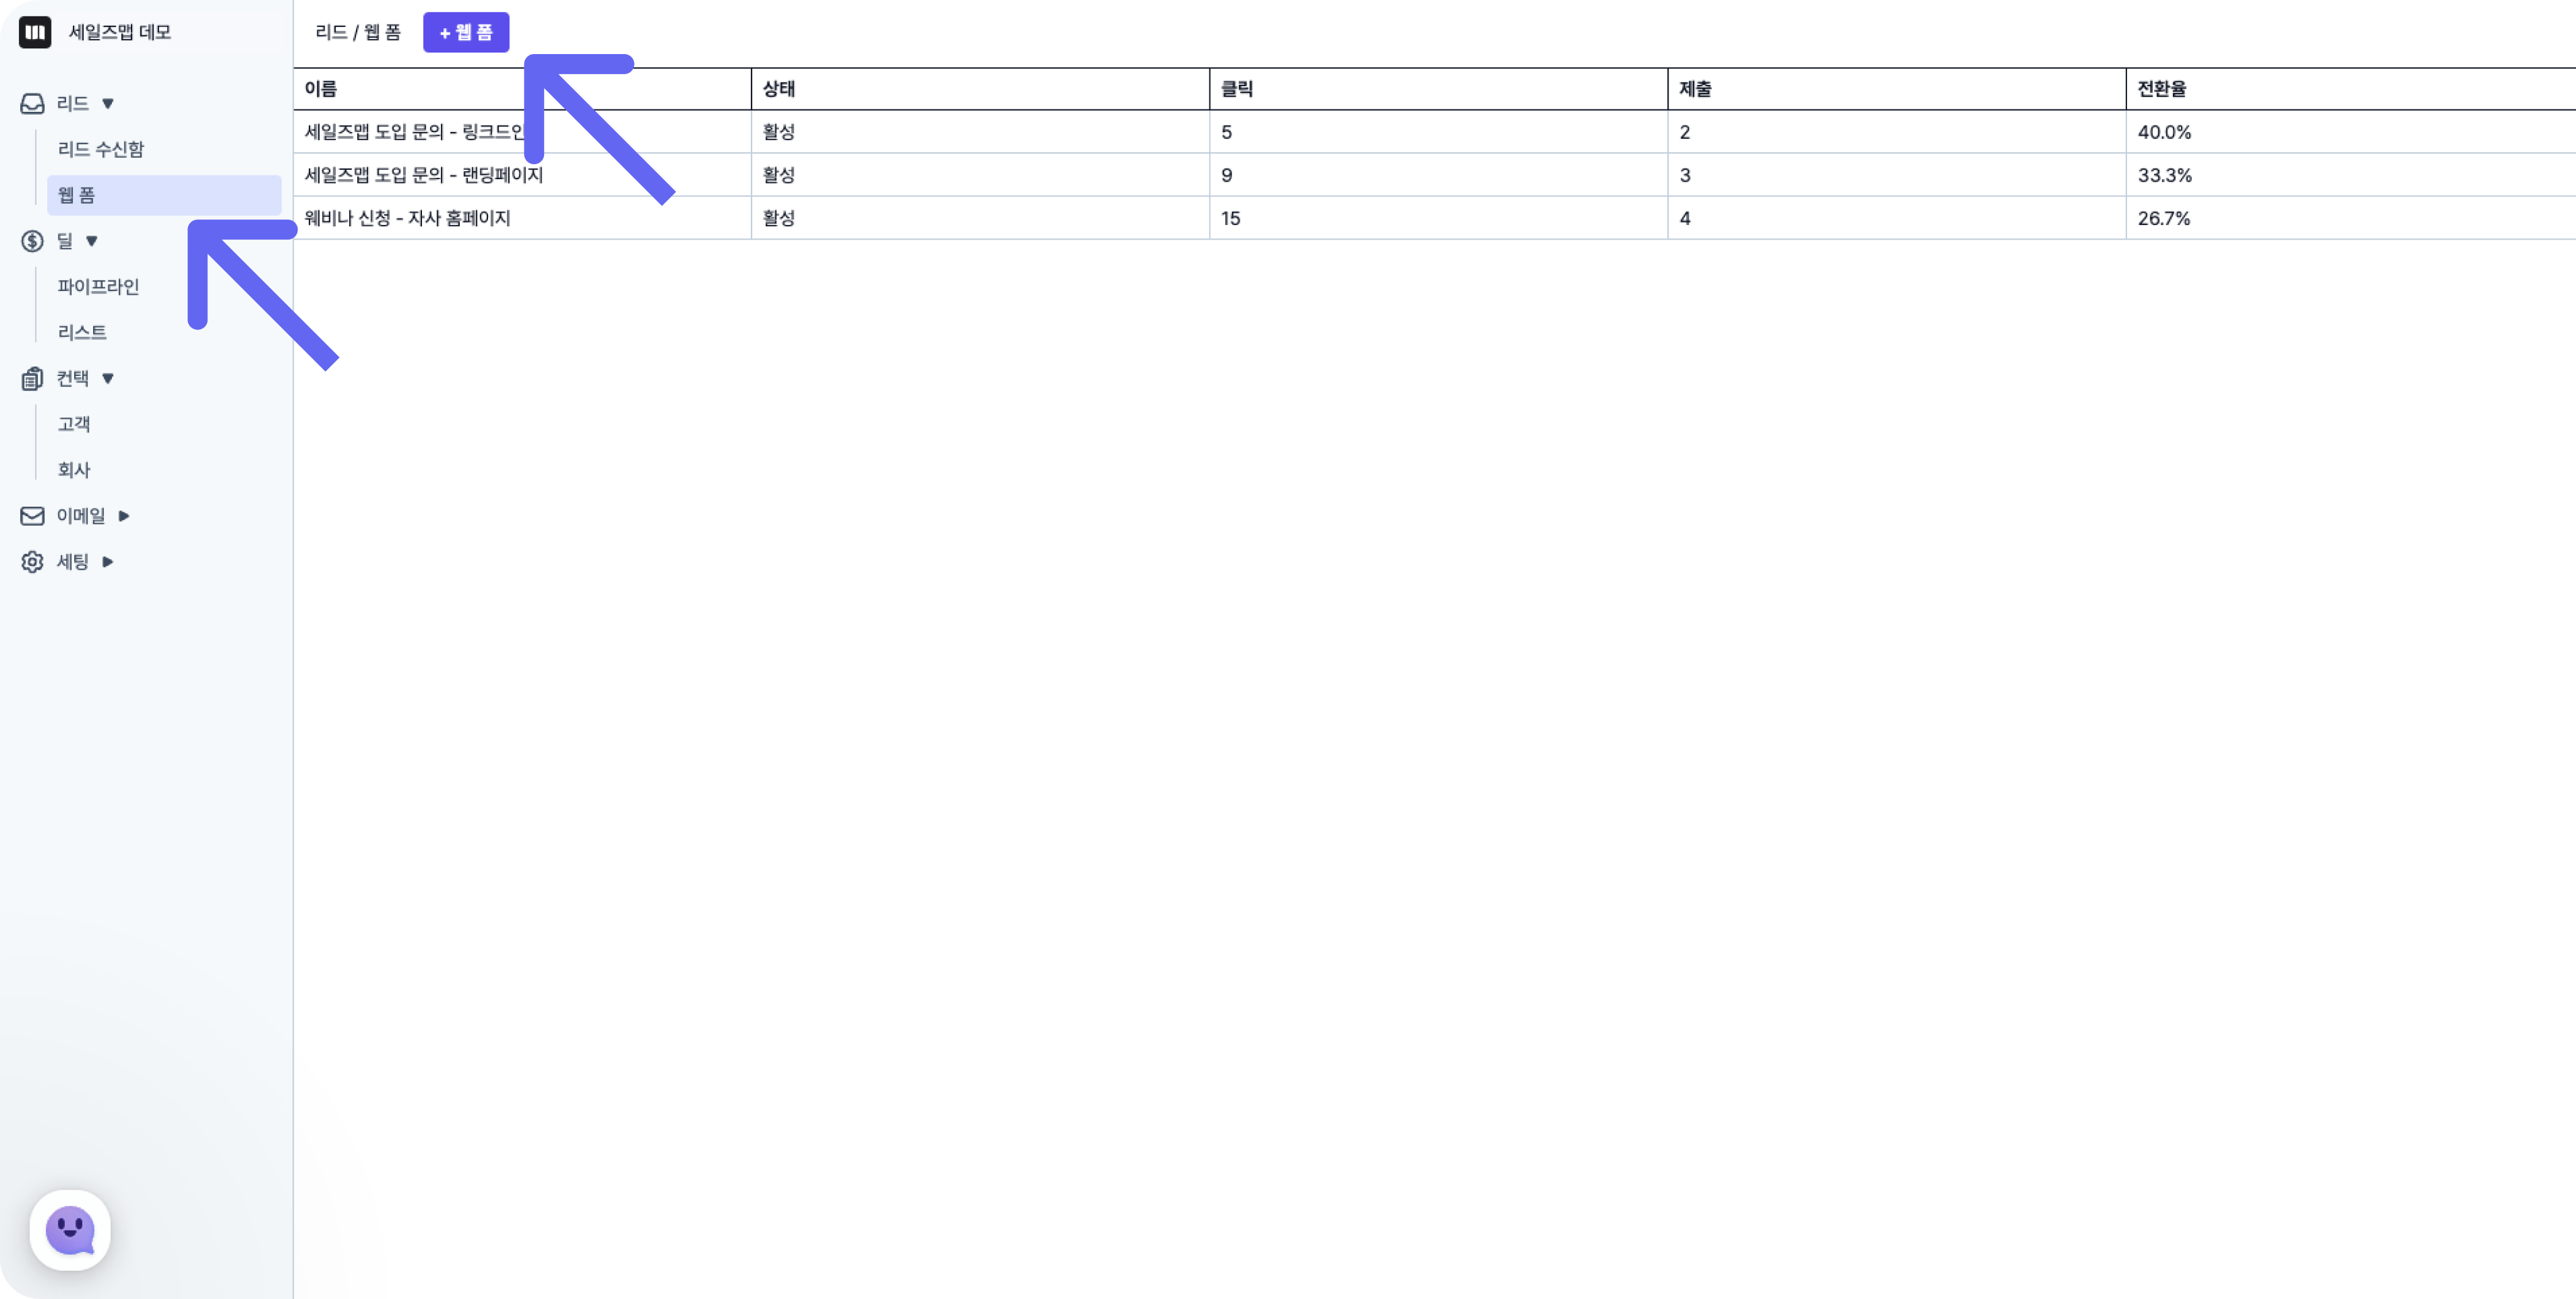 세일즈맵 데모
리드
리드 수신함
웹 폼
딜
파이프라인
리스트
컨택
고객
회사
이메일
세팅
리드 / 웹 폼
+ 웹 폼
이름 상태 클릭 제출 전환율
세일즈맵 도입 문의 - 링크드인 활성 5 2 40.0%
세일즈맵 도입 문의 - 랜딩페이지 활성 9 3 33.3%
웨비나 신청 - 자사 홈페이지 활성 15 4 26.7%